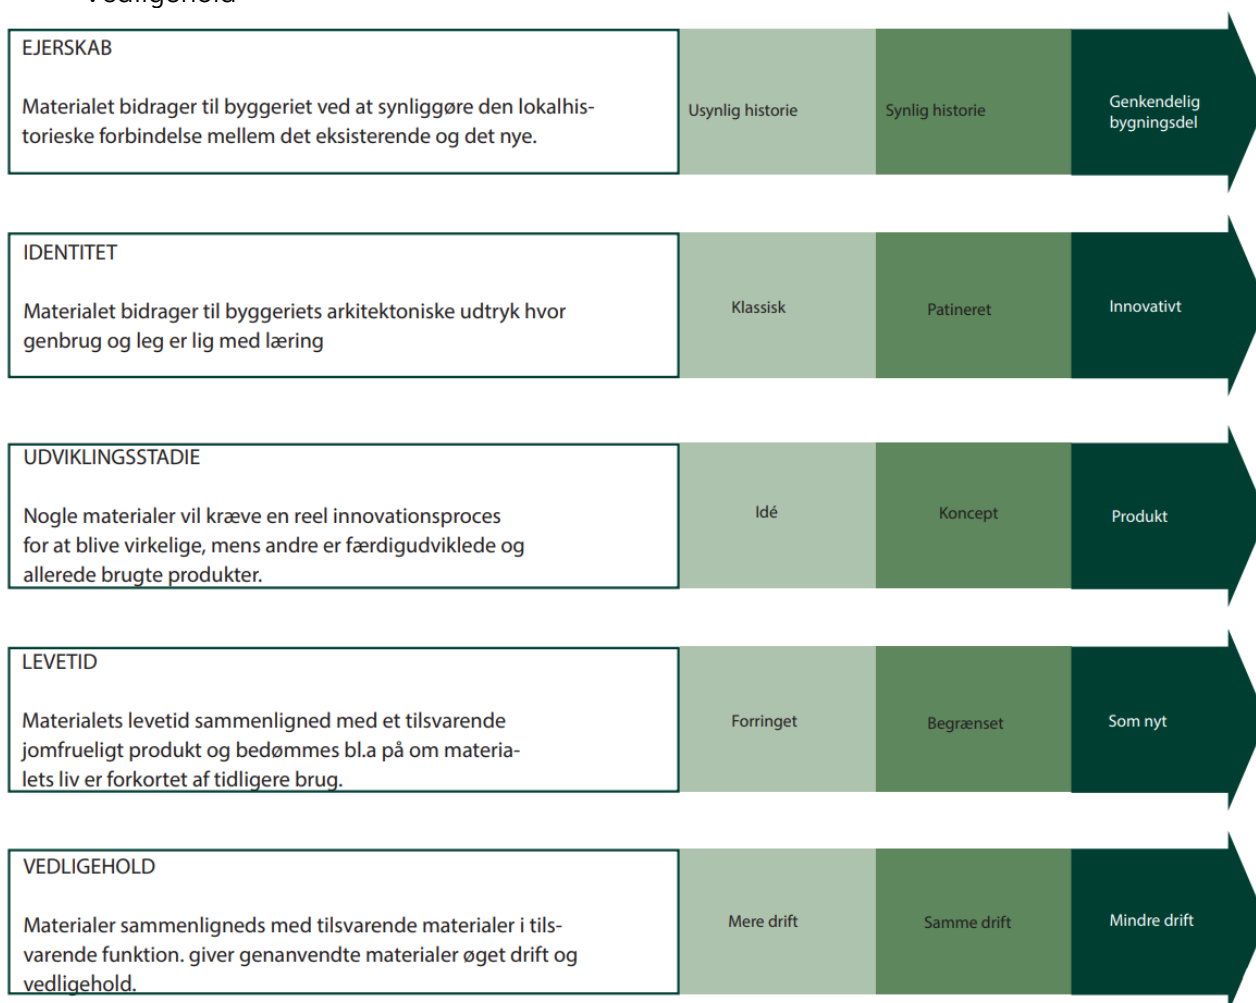 Vedligehold
EJERSKAB
Materialet bidrager til byggeriet ved at synliggøre den lokalhis-
torieske forbindelse mellem det eksisterende og det nye.
Usynlig historie
Synlig historie
Genkendelig
bygningsdel
IDENTITET
Materialet bidrager til byggeriets arkitektoniske udtryk hvor
genbrug og leg er lig med læring
Klassisk
Patineret
Innovativt
UDVIKLINGSSTADIE
Nogle materialer vil kræve en reel innovationsproces
for at blive virkelige, mens andre er færdigudviklede og
allerede brugte produkter.
Idé
Koncept
Produkt
LEVETID
Materialets levetid sammenligned med et tilsvarende
jomfrueligt produkt og bedømmes bl.a på om materia-
lets liv er forkortet af tidligere brug.
Forringet
Begrænset
Som nyt
VEDLIGEHOLD
Materialer sammenligneds med tilsvarende materialer i tils-
varende funktion. giver genanvendte materialer øget drift og
vedligehold.
Mere drift
Samme drift
Mindre drift